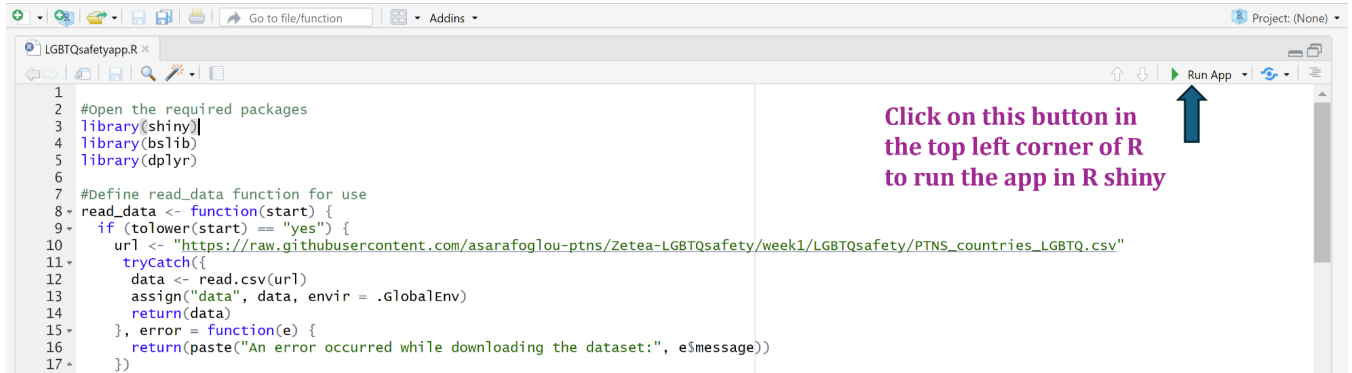 Go to file/function
Addins
Project: (None)
LGBTQsafetyapp.R
Run App
1
2 #Open the required packages
3 library(shiny)
4 library(bslib)
5 library(dplyr)
6
7 #Define read_data function for use
8 read_data <- function(start) {
9 if (tolower(start) == "yes") {
10 url <- "https://raw.githubusercontent.com/asarafoglou-ptns/Zetea-LGBTQsafety/week1/LGBTQsafety/PTNS_countries_LGBTQ.csv"
11 tryCatch({
12 data <- read.csv(url)
13 assign("data", data, envir = .GlobalEnv)
14 return(data)
15 }, error = function(e) {
16 return(paste("An error occurred while downloading the dataset:", e$message))
17 })
Click on this button in
the top left corner of R
to run the app in R shiny